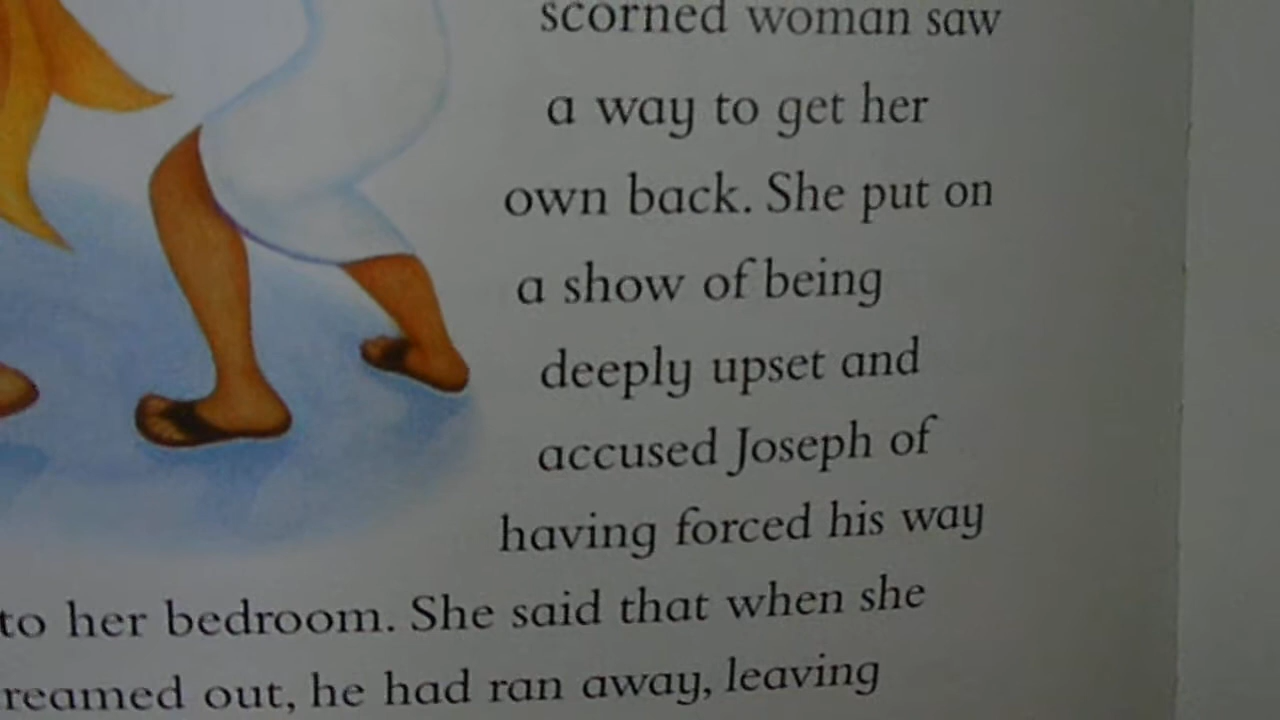 scorned woman saw
a way to get her
own back. She put on
a show of being
deeply upset and
accused Joseph of
having forced his way
to her bedroom. She said that when she
reamed out, he had ran away, leaving